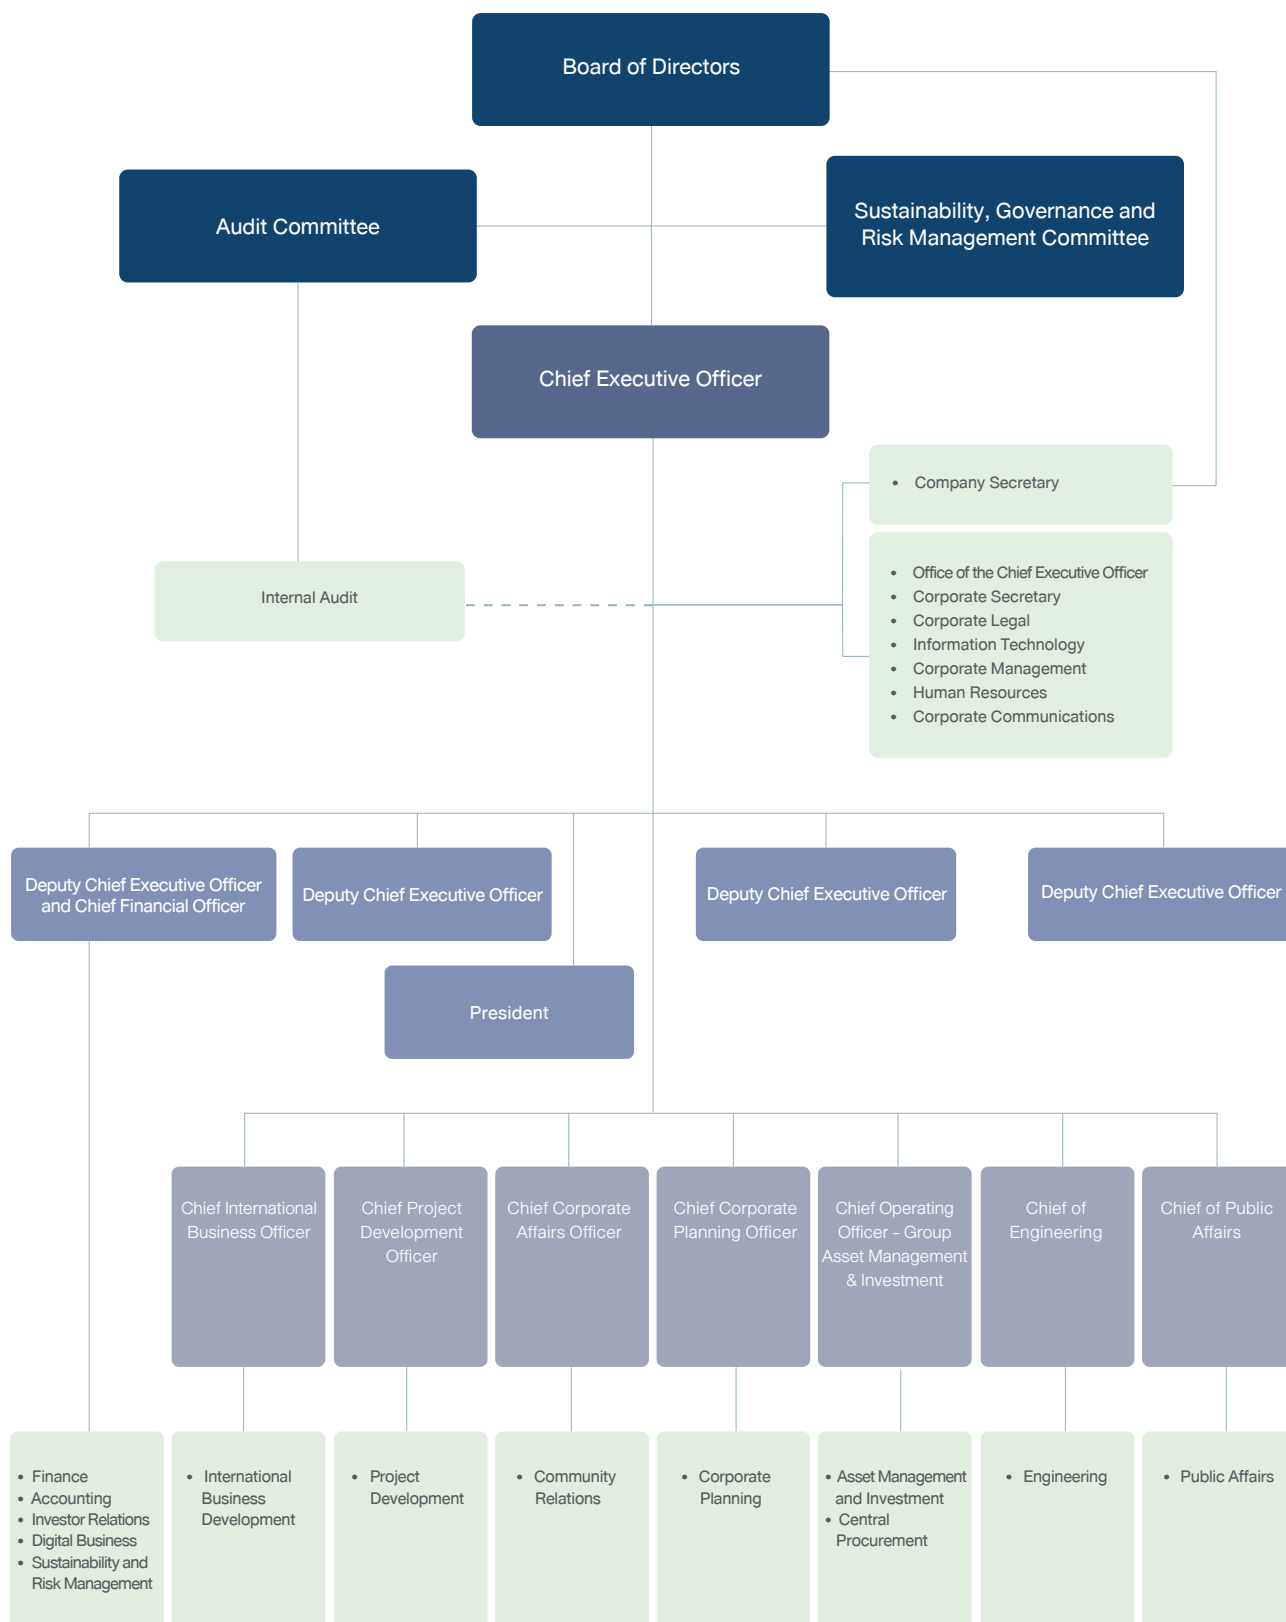 Board of Directors
Audit Committee
Sustainability, Governance and
Risk Management Committee
Chief Executive Officer
• Company Secretary
Internal Audit
• Office of the Chief Executive Officer
• Corporate Secretary
• Corporate Legal
• Information Technology
• Corporate Management
• Human Resources
• Corporate Communications
Deputy Chief Executive Officer
and Chief Financial Officer
Deputy Chief Executive Officer
Deputy Chief Executive Officer
Deputy Chief Executive Officer
President
Chief International
Business Officer
Chief Project
Development
Officer
Chief Corporate
Affairs Officer
Chief Corporate
Planning Officer
Chief Operating
Officer - Group
Asset Management
& Investment
Chief of
Engineering
Chief of Public
Affairs
• Finance
• Accounting
• Investor Relations
• Digital Business
• Sustainability and
Risk Management
• International
Business
Development
• Project
Development
• Community
Relations
• Corporate
Planning
• Asset Management
and Investment
• Central
Procurement
• Engineering
• Public Affairs